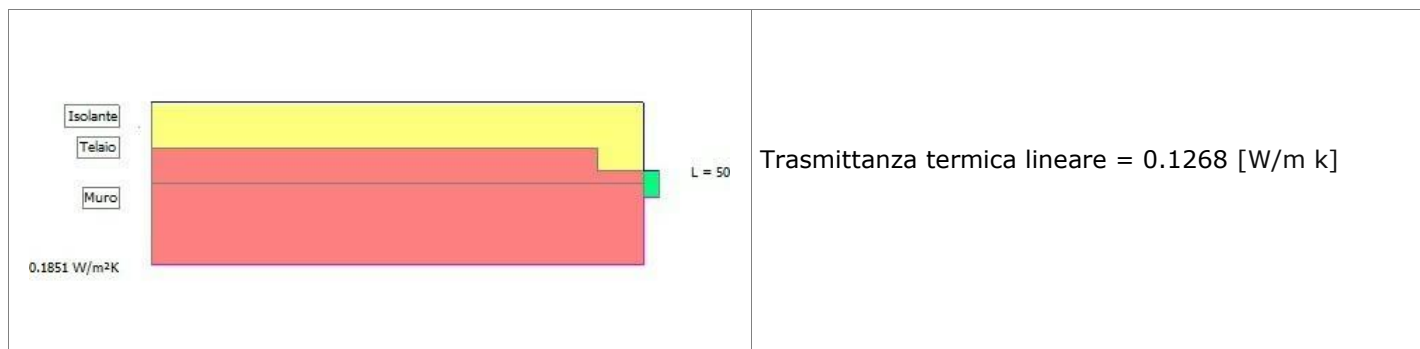 Isolante
Telaio
L = 50
Muro
0.1851 W/m²K
Trasmittanza termica lineare = 0.1268 [W/m k]